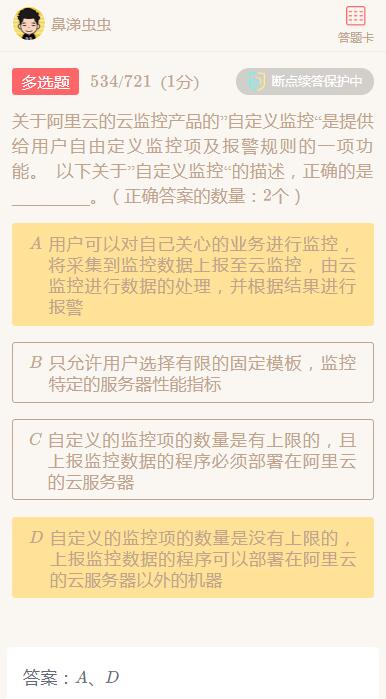 鼻涕虫虫
答题卡
多选题 534/721 (1分) 断点续答保护中
关于阿里云的云监控产品的”自定义监控“是提供
给用户自由定义监控项及报警规则的一项功
能。 以下关于”自定义监控“的描述，正确的是
_________。（正确答案的数量：2个）
A 用户可以对自己关心的业务进行监控，
将采集到监控数据上报至云监控，由云
监控进行数据的处理，并根据结果进行
报警
B 只允许用户选择有限的固定模板，监控
特定的服务器性能指标
C 自定义的监控项的数量是有上限的，且
上报监控数据的程序必须部署在阿里云
的云服务器
D 自定义的监控项的数量是没有上限的，
上报监控数据的程序可以部署在阿里云
的云服务器以外的机器
答案：A、D